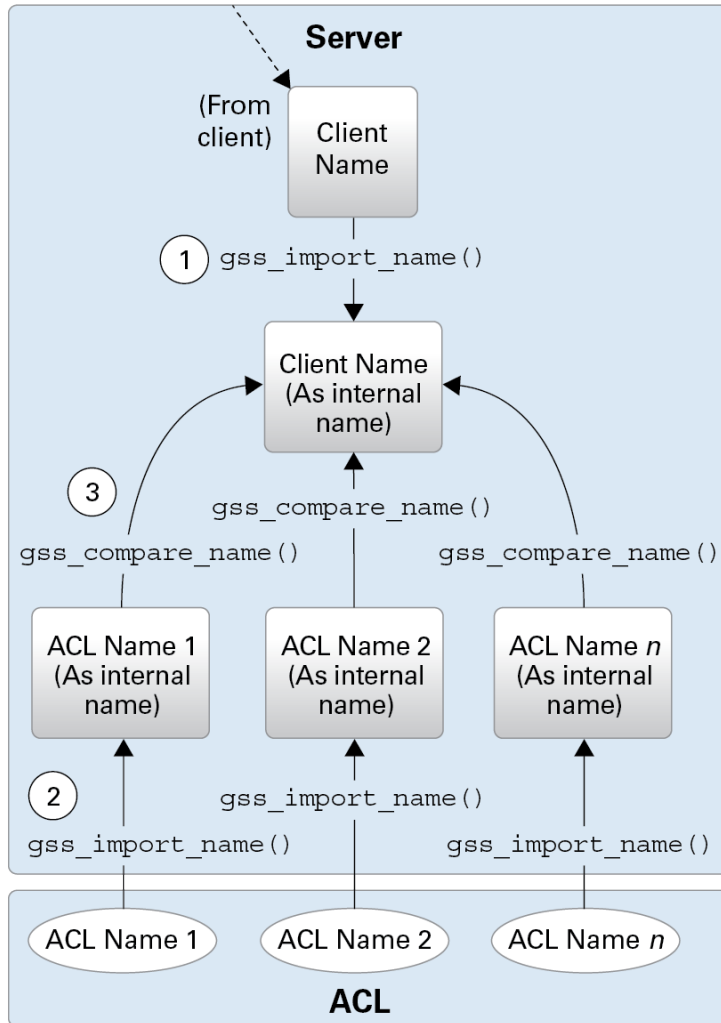 Server
(From
client)
Client
Name
1
gss_import_name()
Client Name
(As internal
name)
3
gss_compare_name()
gss_compare_name()
gss_compare_name()
ACL Name 1
(As internal
name)
ACL Name 2
(As internal
name)
ACL Name n
(As internal
name)
2
gss_import_name()
gss_import_name()
gss_import_name()
ACL Name 1
ACL Name 2
ACL Name n
ACL